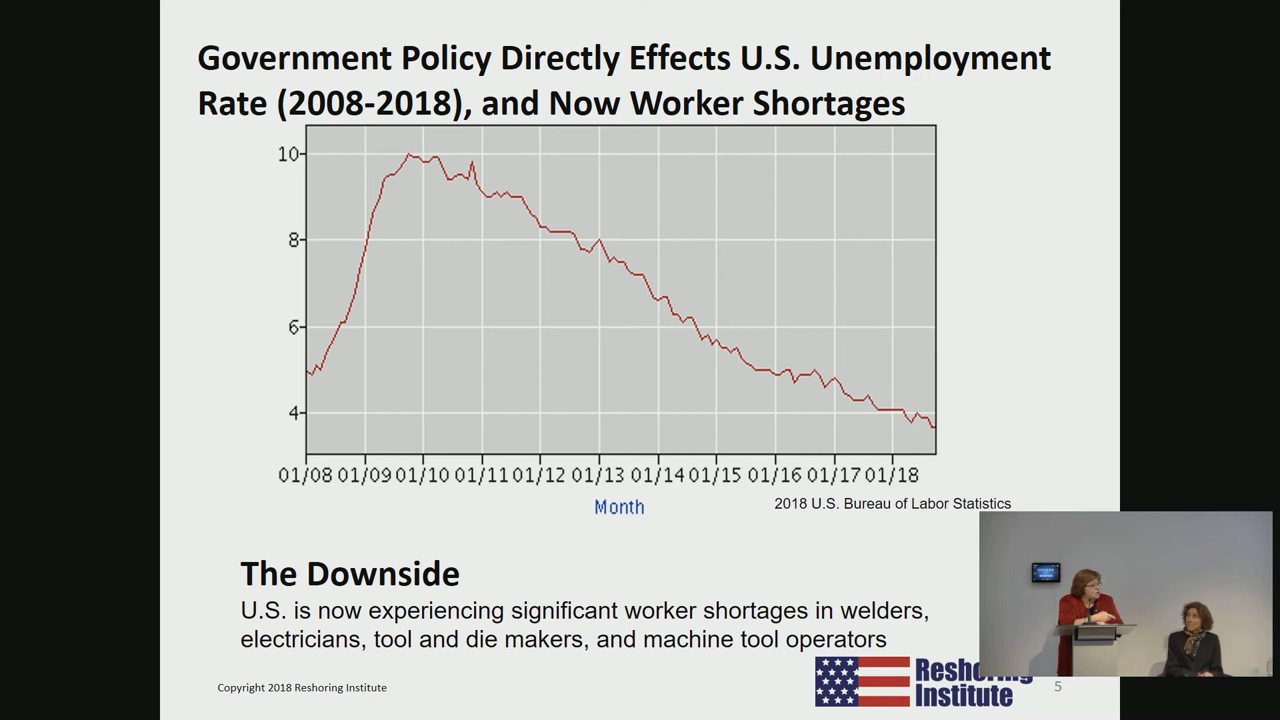 Government Policy Directly Effects U.S. Unemployment
Rate (2008-2018), and Now Worker Shortages
10
8
6
4
01/08 01/09 01/10 01/11 01/12 01/13 01/14 01/15 01/16 01/17 01/18
Month
2018 U.S. Bureau of Labor Statistics
The Downside
U.S. is now experiencing significant worker shortages in welders,
electricians, tool and die makers, and machine tool operators
Copyright 2018 Reshoring Institute
Reshoring
Institute
5